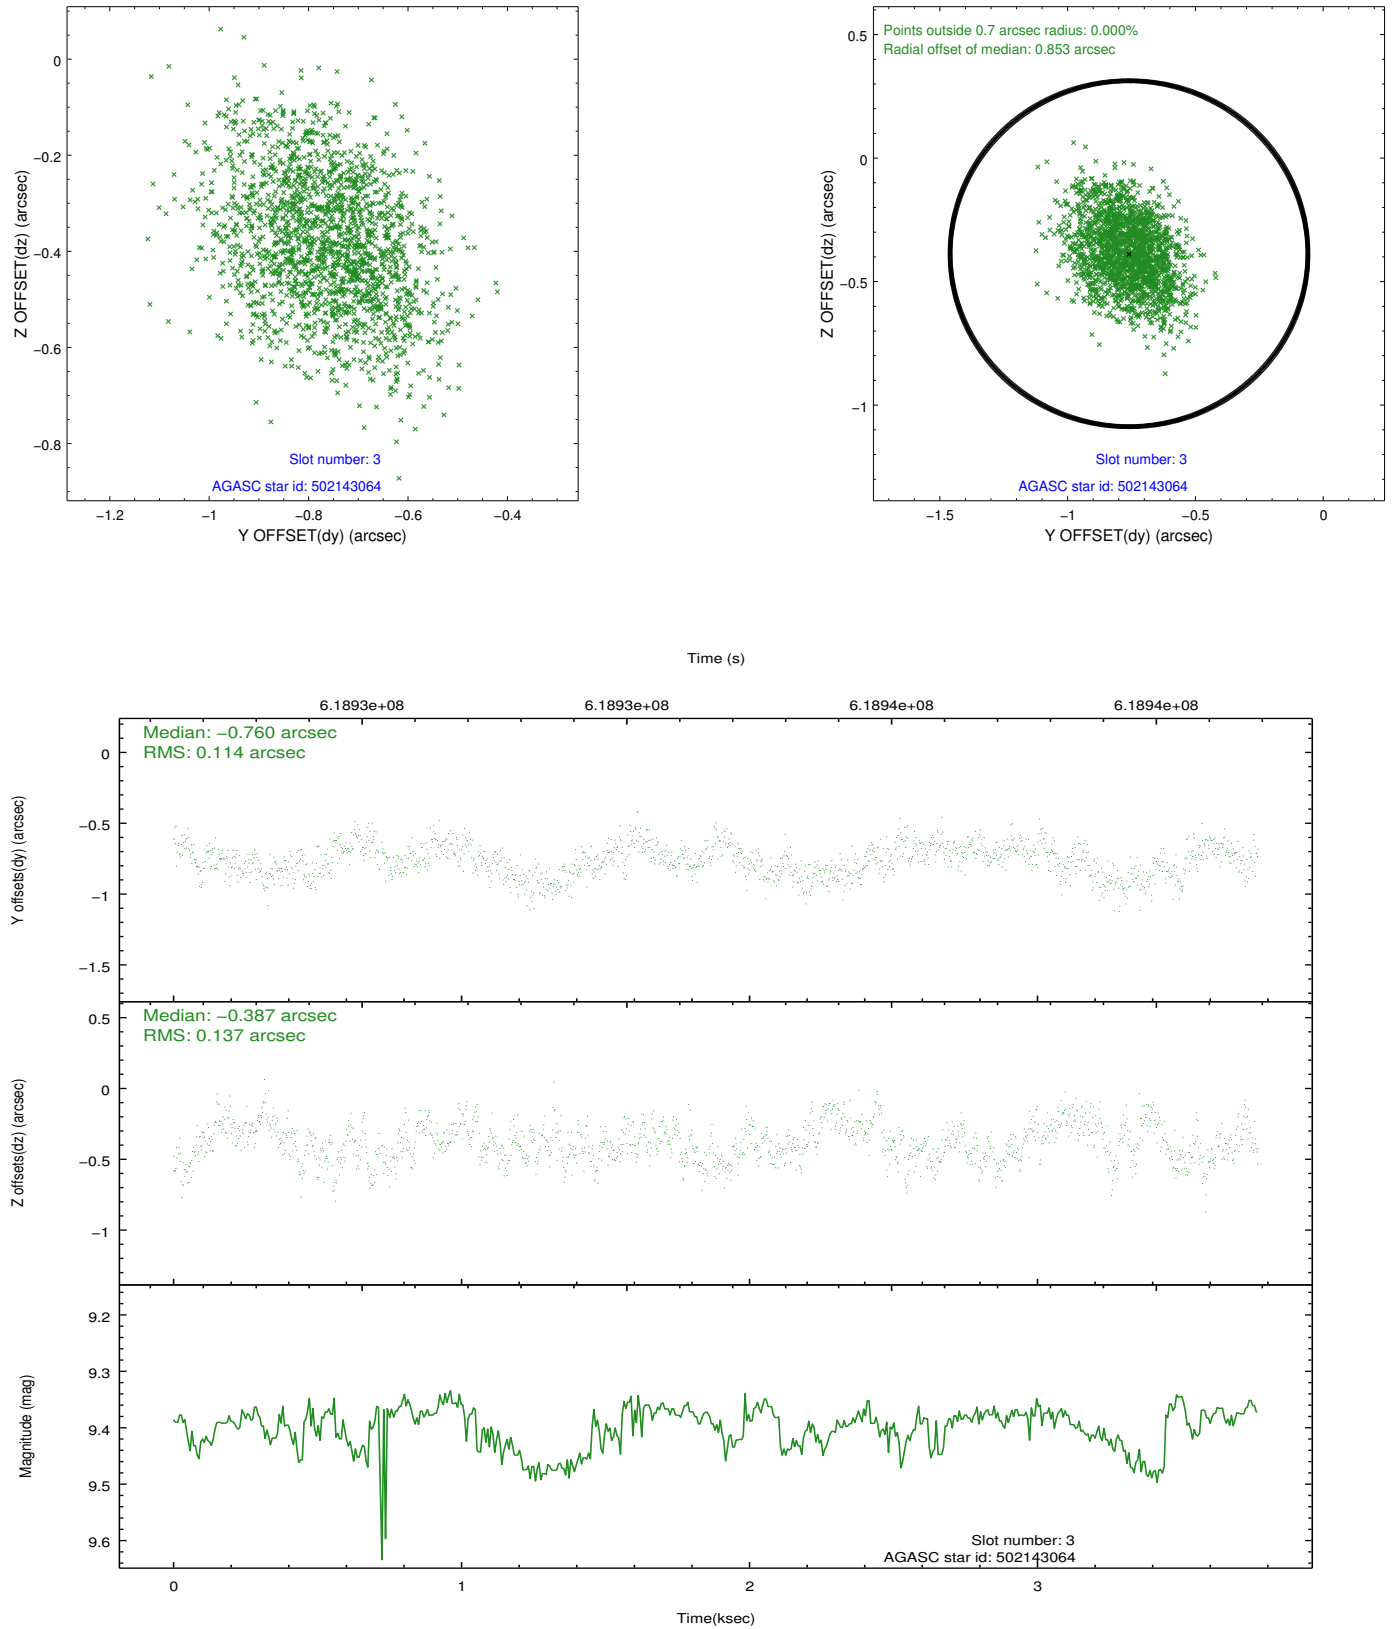 0
−0.2
−0.4
−0.6
−0.8
Z OFFSET(dz) (arcsec)
Slot number: 3
AGASC star id: 502143064
−1.2
−1
−0.8
−0.6
−0.4
Y OFFSET(dy) (arcsec)
Points outside 0.7 arcsec radius: 0.000%
Radial offset of median: 0.853 arcsec
0.5
0
−0.5
−1
Z OFFSET(dz) (arcsec)
Slot number: 3
AGASC star id: 502143064
−1.5
−1
−0.5
0
Y OFFSET(dy) (arcsec)
Time (s)
6.1893e+08
6.1893e+08
6.1894e+08
6.1894e+08
Median: −0.760 arcsec
RMS: 0.114 arcsec
0
−0.5
−1
−1.5
Y offsets(dy) (arcsec)
Median: −0.387 arcsec
RMS: 0.137 arcsec
0.5
0
−0.5
−1
Z offsets(dz) (arcsec)
9.2
9.3
9.4
9.5
9.6
Magnitude (mag)
Slot number: 3
AGASC star id: 502143064
0
1
2
3
Time(ksec)